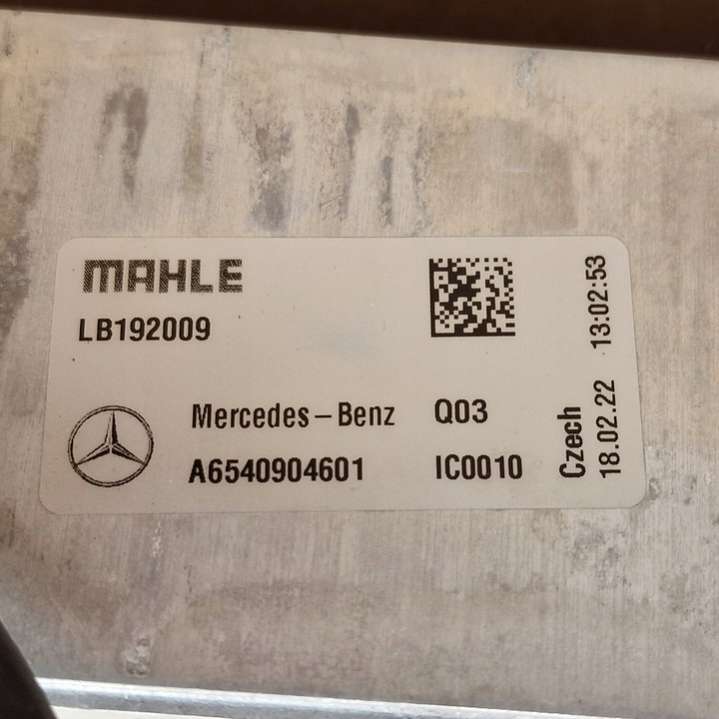 MAHLE
LB192009
Mercedes-Benz Q03
A6540904601 IC0010
Czech
18.02.22 13:02:53